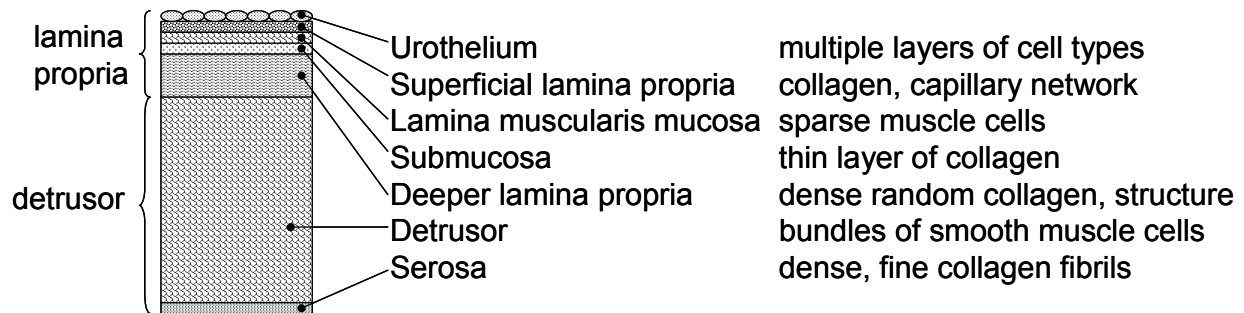 lamina
propria
detrusor
Urothelium multiple layers of cell types
Superficial lamina propria collagen, capillary network
Lamina muscularis mucosa sparse muscle cells
Submucosa thin layer of collagen
Deeper lamina propria dense random collagen, structure
Detrusor bundles of smooth muscle cells
Serosa dense, fine collagen fibrils